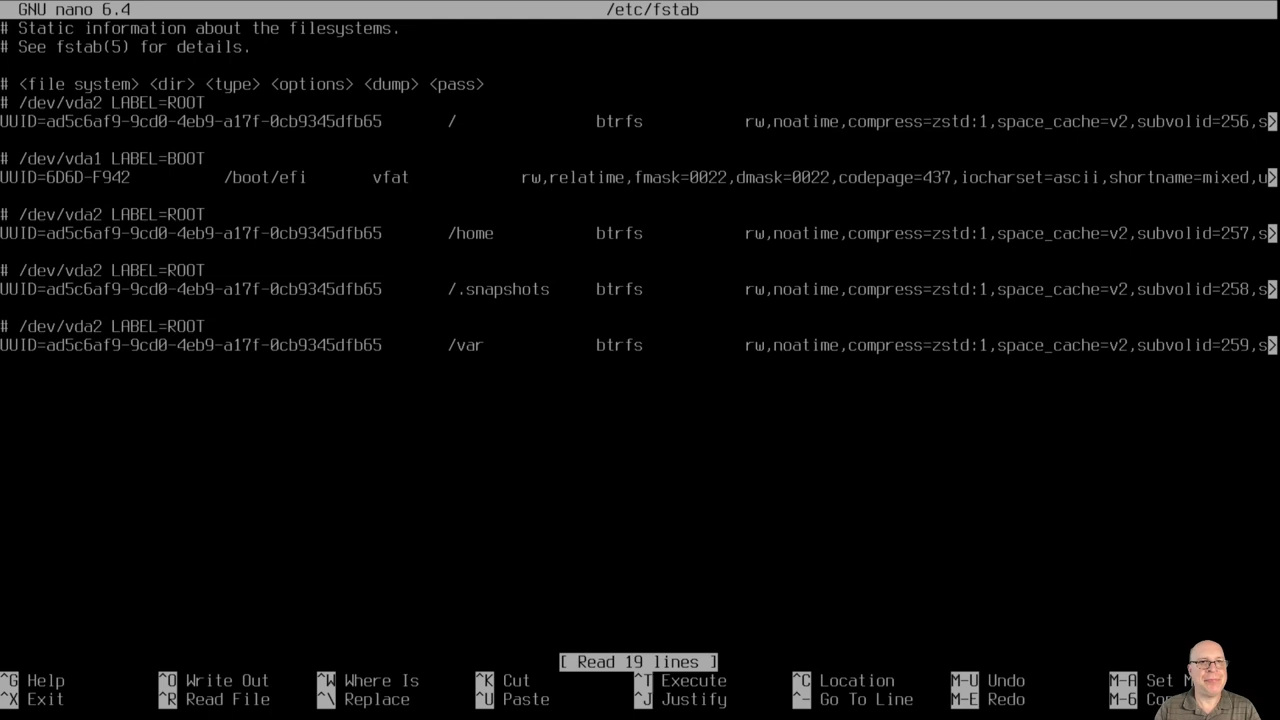 GNU nano 6.4 /etc/fstab
# Static information about the filesystems.
# See fstab(5) for details.
# <file system> <dir> <type> <options> <dump> <pass>
# /dev/vda2 LABEL=ROOT
UUID=ad5c6af9-9cd0-4eb9-a17f-0cb9345dfb65 / btrfs rw,noatime,compress=zstd:1,space_cache=v2,subvolid=256,s>
# /dev/vda1 LABEL=BOOT
UUID=6D6D-F942 /boot/efi vfat rw,relatime,fmask=0022,dmask=0022,codepage=437,iocharset=ascii,shortname=mixed,u>
# /dev/vda2 LABEL=ROOT
UUID=ad5c6af9-9cd0-4eb9-a17f-0cb9345dfb65 /home btrfs rw,noatime,compress=zstd:1,space_cache=v2,subvolid=257,s>
# /dev/vda2 LABEL=ROOT
UUID=ad5c6af9-9cd0-4eb9-a17f-0cb9345dfb65 /.snapshots btrfs rw,noatime,compress=zstd:1,space_cache=v2,subvolid=258,s>
# /dev/vda2 LABEL=ROOT
UUID=ad5c6af9-9cd0-4eb9-a17f-0cb9345dfb65 /var btrfs rw,noatime,compress=zstd:1,space_cache=v2,subvolid=259,s>
[ Read 19 lines ]
^G Help ^O Write Out ^W Where Is ^K Cut ^T Execute ^C Location M-U Undo M-A Set
^X Exit ^R Read File ^\ Replace ^U Paste ^J Justify ^- Go To Line M-E Redo M-6